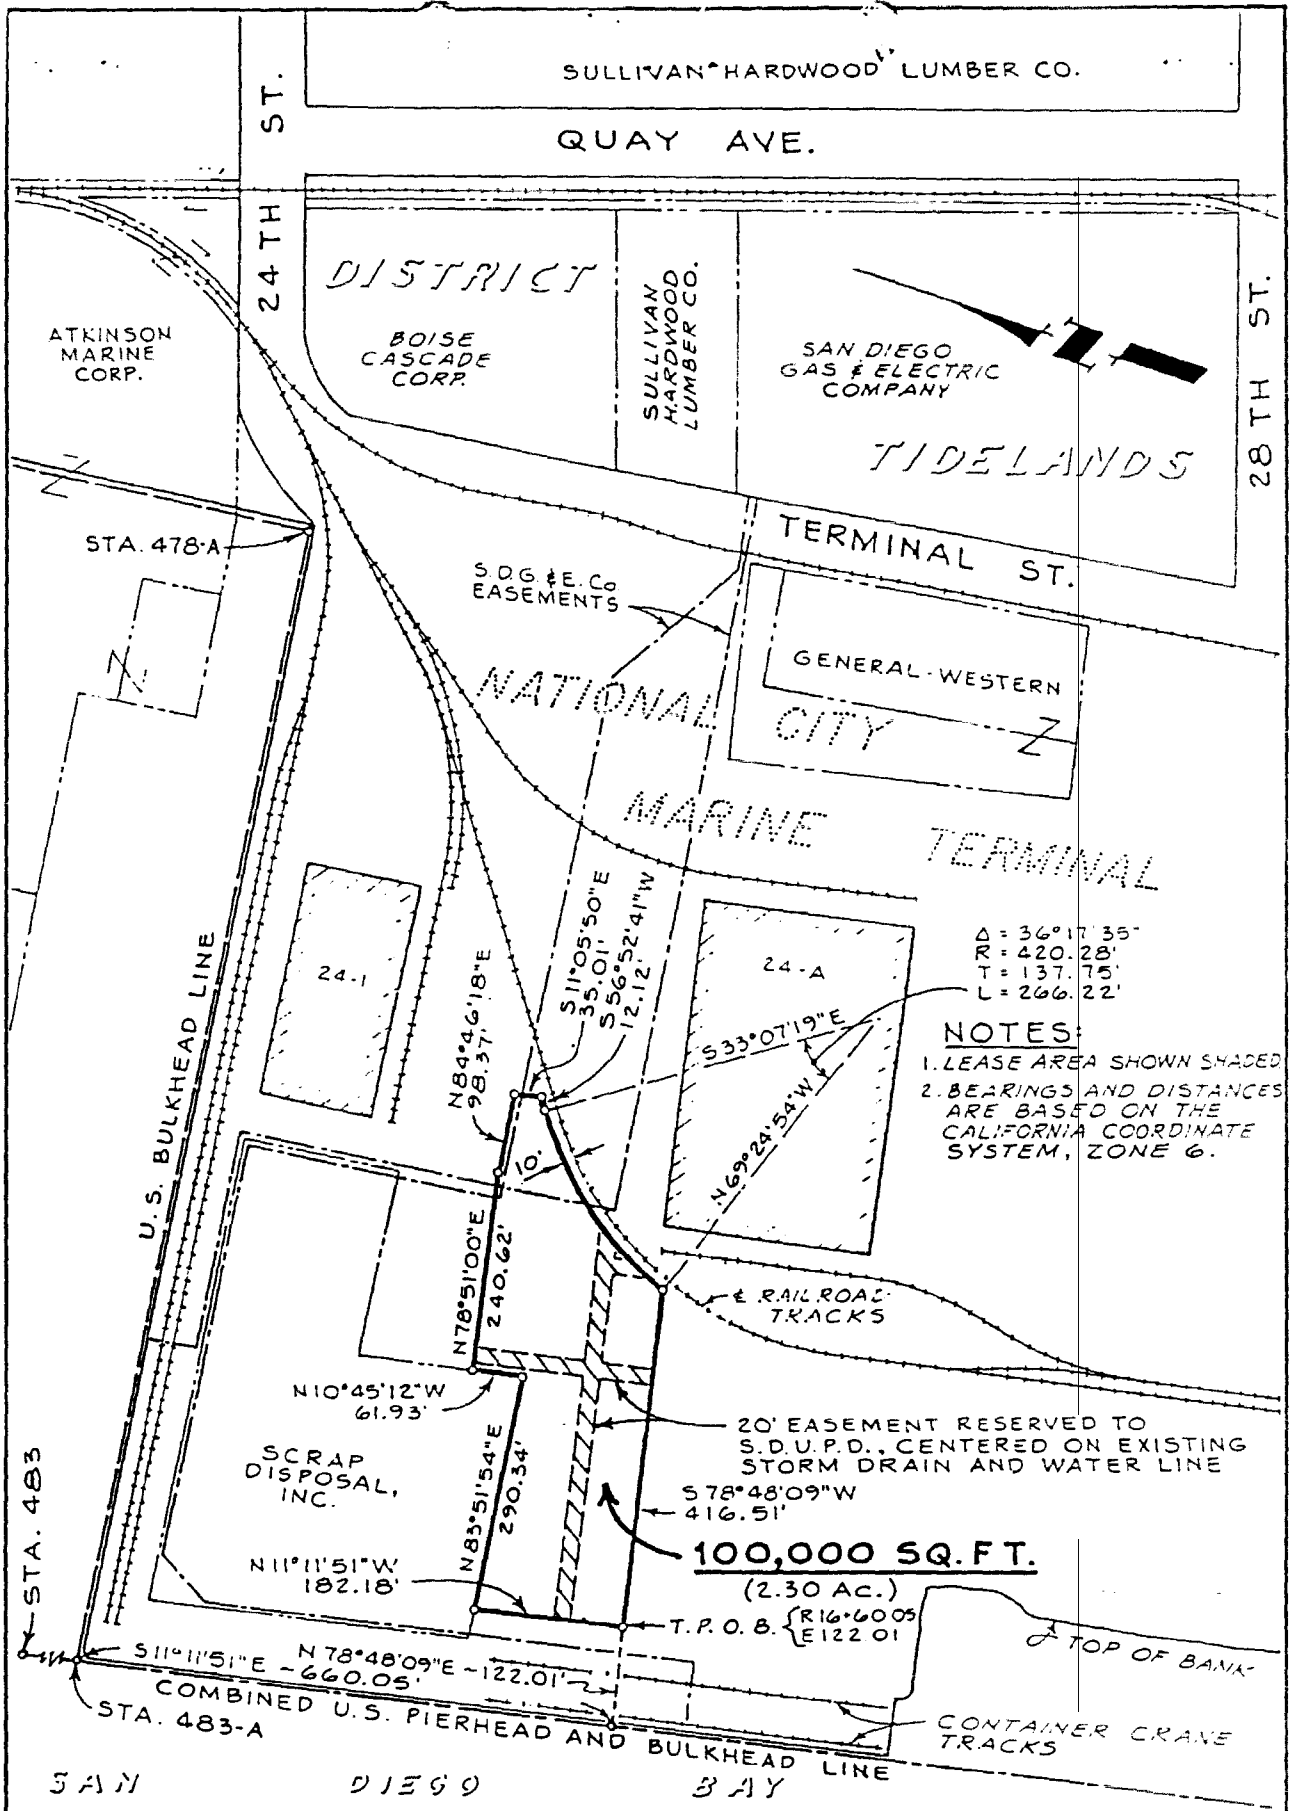 SULLIVAN HARDWOOD LUMBER CO.
QUAY AVE.
24TH ST.
DISTRICT
BOISE
CASCADE
CORP.
SULLIVAN
HARDWOOD
LUMBER CO.
SAN DIEGO
GAS & ELECTRIC
COMPANY
28TH ST.
ATKINSON
MARINE
CORP.
TIDELANDS
STA. 478-A
TERMINAL ST.
S.D.G. & E. Co
EASEMENTS
GENERAL-WESTERN
NATIONAL CITY
MARINE TERMINAL
24-1
24-A
Δ = 36°17'35"
R = 420.28'
T = 137.75'
L = 266.22'
U.S. BULKHEAD LINE
N84°46'18"E
98.37'
S11°05'50"E
35.01'
S56°52'41"W
12.12'
S33°07'19"E
N69°24'54"W
NOTES:
1. LEASE AREA SHOWN SHADED
2. BEARINGS AND DISTANCES
ARE BASED ON THE
CALIFORNIA COORDINATE
SYSTEM, ZONE 6.
10'
N78°51'00"E
240.62'
℄ RAILROAD
TRACKS
N10°45'12"W
61.93'
20' EASEMENT RESERVED TO
S.D.U.P.D., CENTERED ON EXISTING
STORM DRAIN AND WATER LINE
SCRAP
DISPOSAL,
INC.
N83°51'54"E
290.34'
S78°48'09"W
416.51'
100,000 SQ. FT.
(2.30 AC.)
N11°11'51"W
182.18'
T.P.O.B. {R16+60 05
E122 01
STA. 483
S11°11'51"E - 660.05'
N78°48'09"E - 122.01'
TOP OF BANK
STA. 483-A
COMBINED U.S. PIERHEAD AND BULKHEAD LINE
CONTAINER CRANE
TRACKS
SAN DIEGO BAY